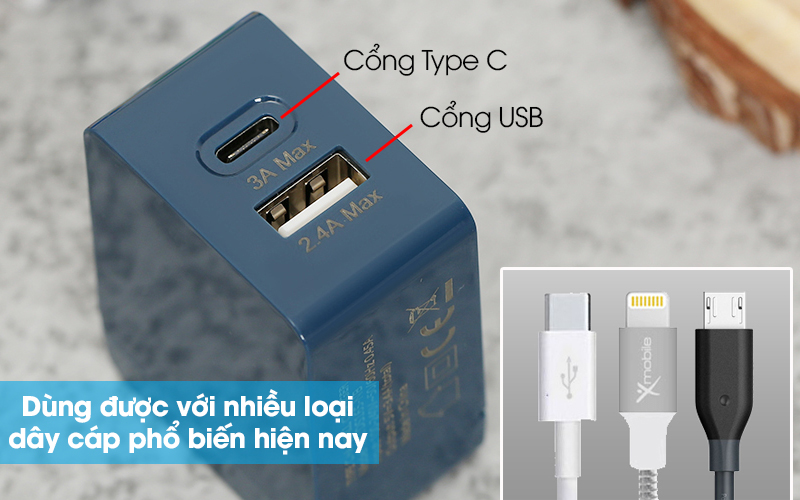 Cổng Type C
Cổng USB
3A Max
2.4A Max
Xmobile
Dùng được với nhiều loại
dây cáp phổ biến hiện nay